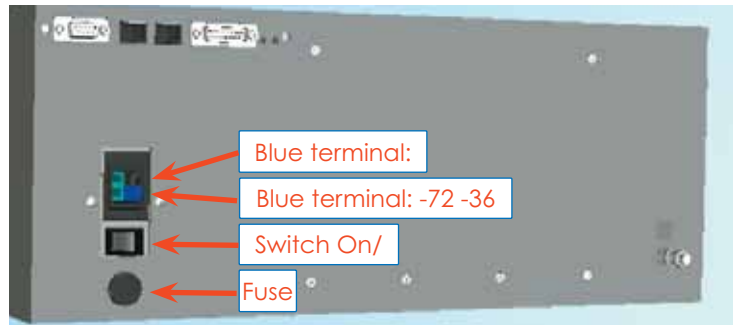 Blue terminal:
Blue terminal: -72 -36
Switch On/
Fuse